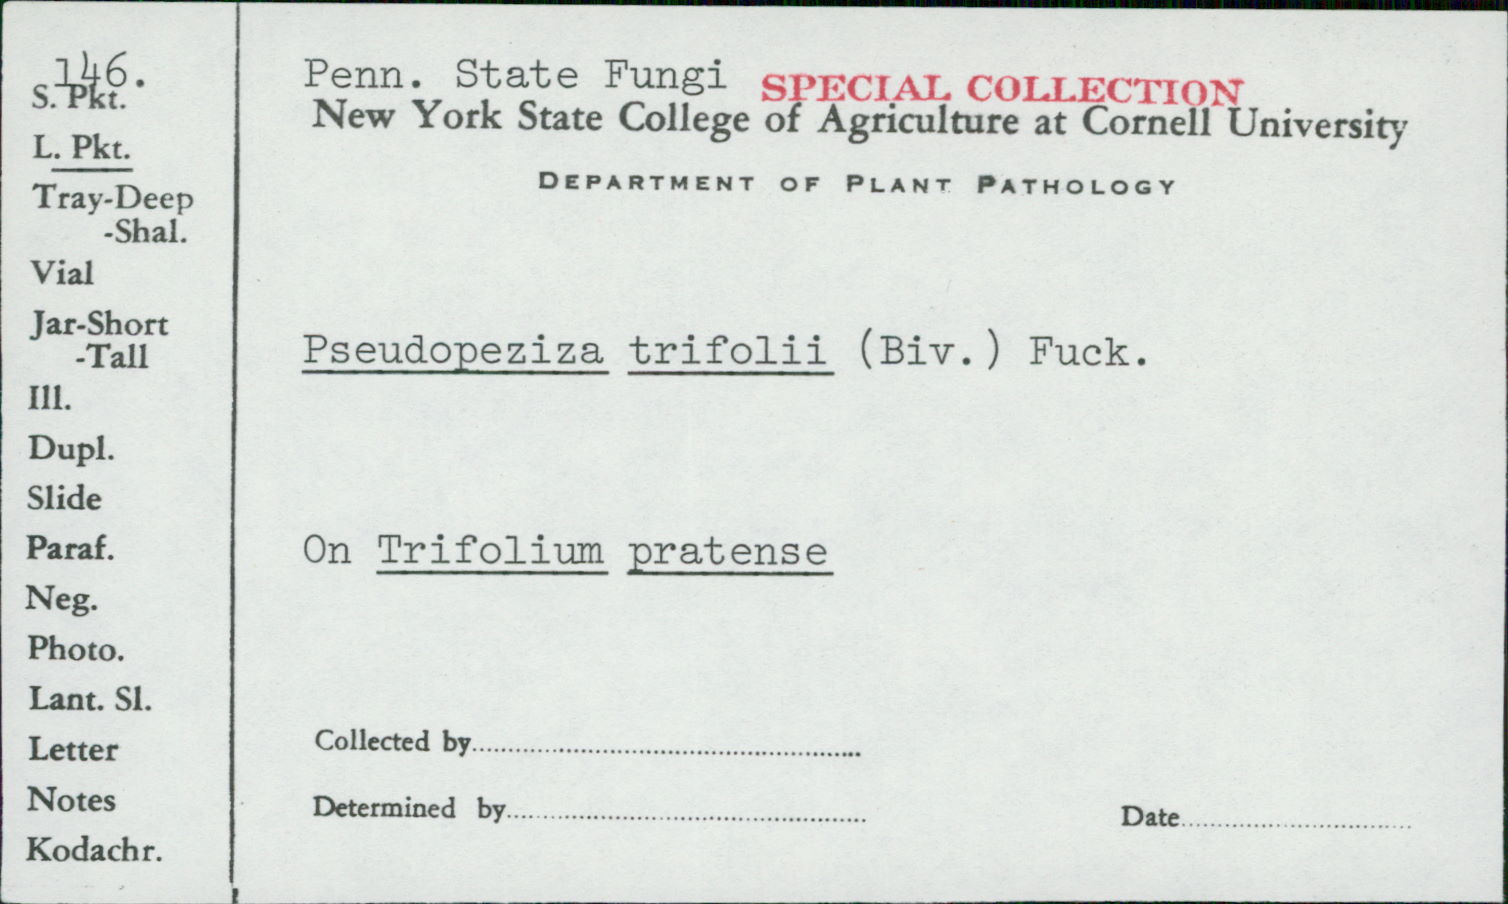 146.
S. Pkt.
L. Pkt.
Tray-Deep
-Shal.
Vial
Jar-Short
-Tall
Ill.
Dupl.
Slide
Paraf.
Neg.
Photo.
Lant. Sl.
Letter
Notes
Kodachr.
Penn. State Fungi SPECIAL COLLECTION
New York State College of Agriculture at Cornell University
DEPARTMENT OF PLANT PATHOLOGY
Pseudopeziza trifolii (Biv.) Fuck.
On Trifolium pratense
Collected by
Determined by
Date